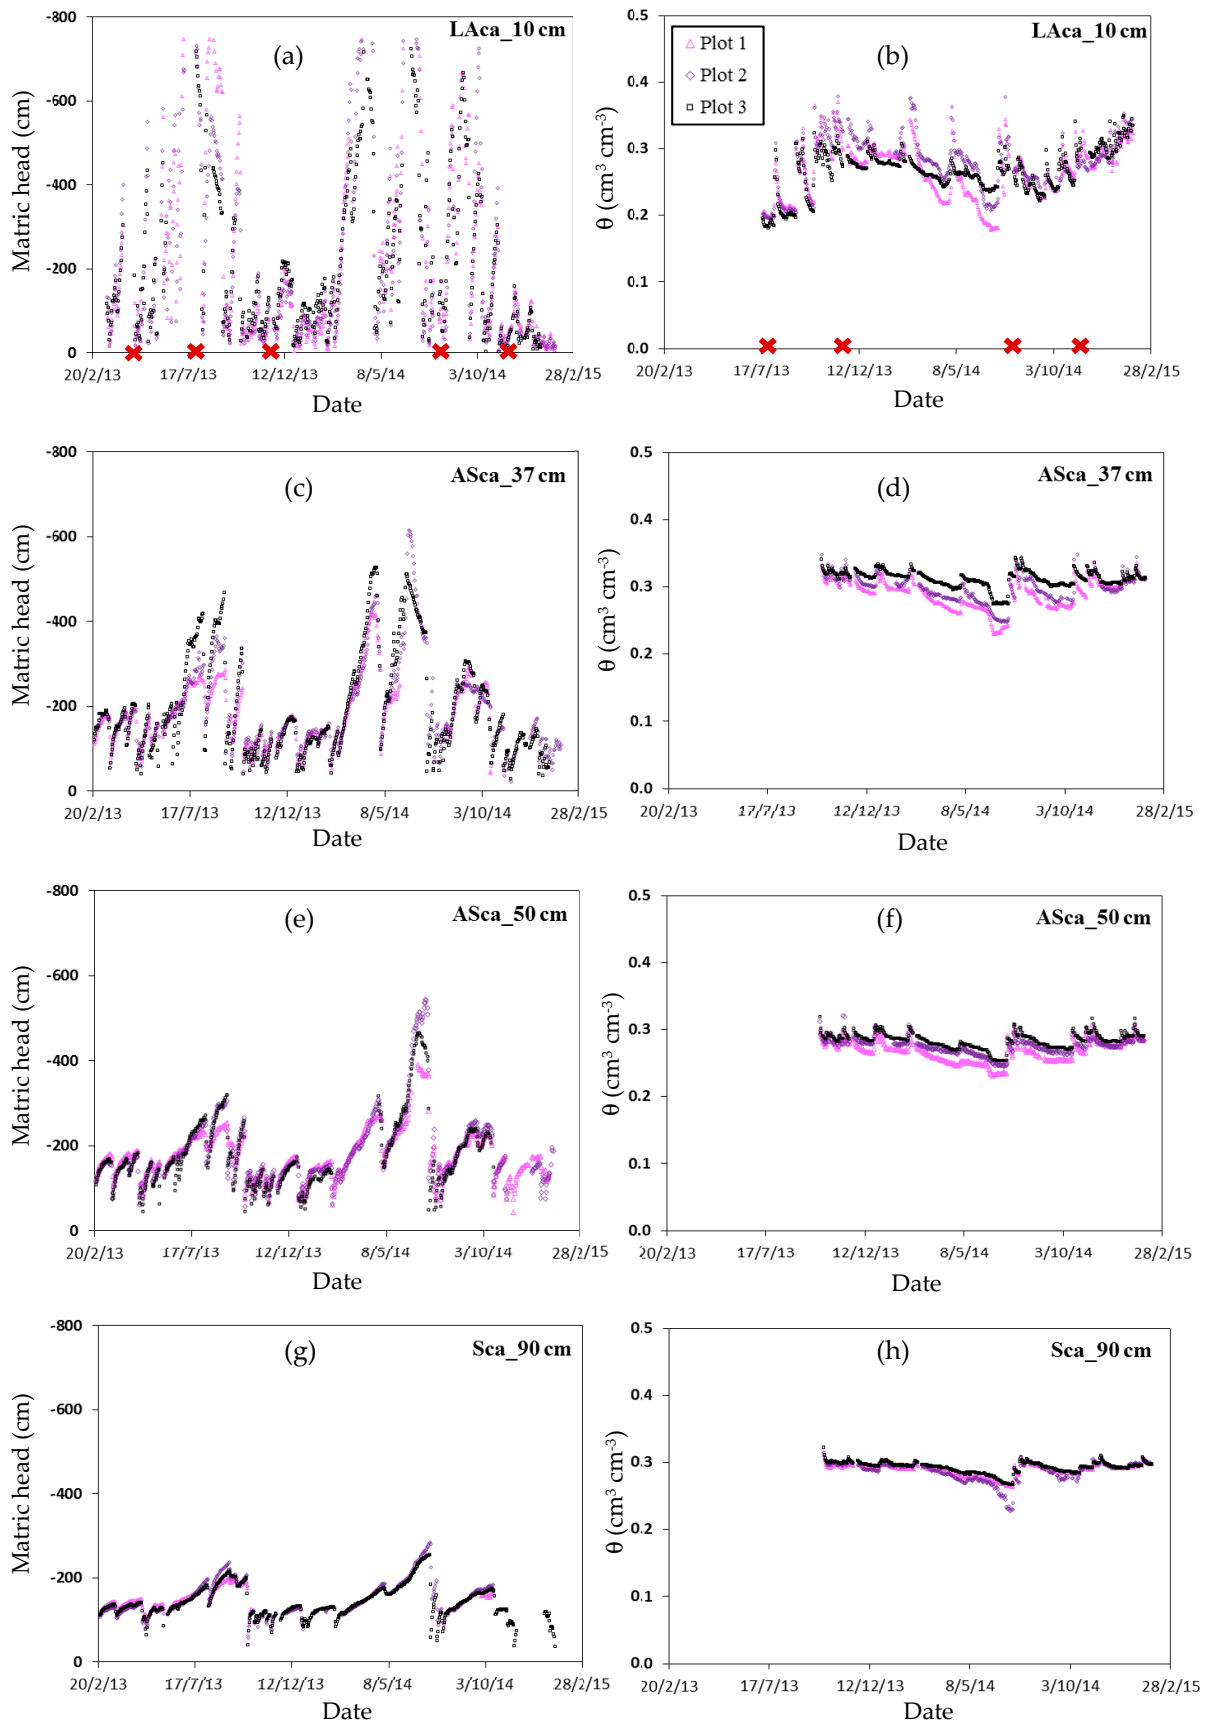 -800
-600
-400
-200
0
Matric head (cm)
(a)
LAca_10 cm
20/2/13 17/7/13 12/12/13 8/5/14 3/10/14 28/2/15
Date
0.5
0.4
0.3
0.2
0.1
0.0
θ (cm³ cm⁻³)
Plot 1
Plot 2
Plot 3
(b)
LAca_10 cm
20/2/13 17/7/13 12/12/13 8/5/14 3/10/14 28/2/15
Date
-800
-600
-400
-200
0
Matric head (cm)
(c)
ASca_37 cm
20/2/13 17/7/13 12/12/13 8/5/14 3/10/14 28/2/15
Date
0.5
0.4
0.3
0.2
0.1
0.0
θ (cm³ cm⁻³)
(d)
ASca_37 cm
20/2/13 17/7/13 12/12/13 8/5/14 3/10/14 28/2/15
Date
-800
-600
-400
-200
0
Matric head (cm)
(e)
ASca_50 cm
20/2/13 17/7/13 12/12/13 8/5/14 3/10/14 28/2/15
Date
0.5
0.4
0.3
0.2
0.1
0.0
θ (cm³ cm⁻³)
(f)
ASca_50 cm
20/2/13 17/7/13 12/12/13 8/5/14 3/10/14 28/2/15
Date
-800
-600
-400
-200
0
Matric head (cm)
(g)
Sca_90 cm
20/2/13 17/7/13 12/12/13 8/5/14 3/10/14 28/2/15
Date
0.5
0.4
0.3
0.2
0.1
0.0
θ (cm³ cm⁻³)
(h)
Sca_90 cm
20/2/13 17/7/13 12/12/13 8/5/14 3/10/14 28/2/15
Date